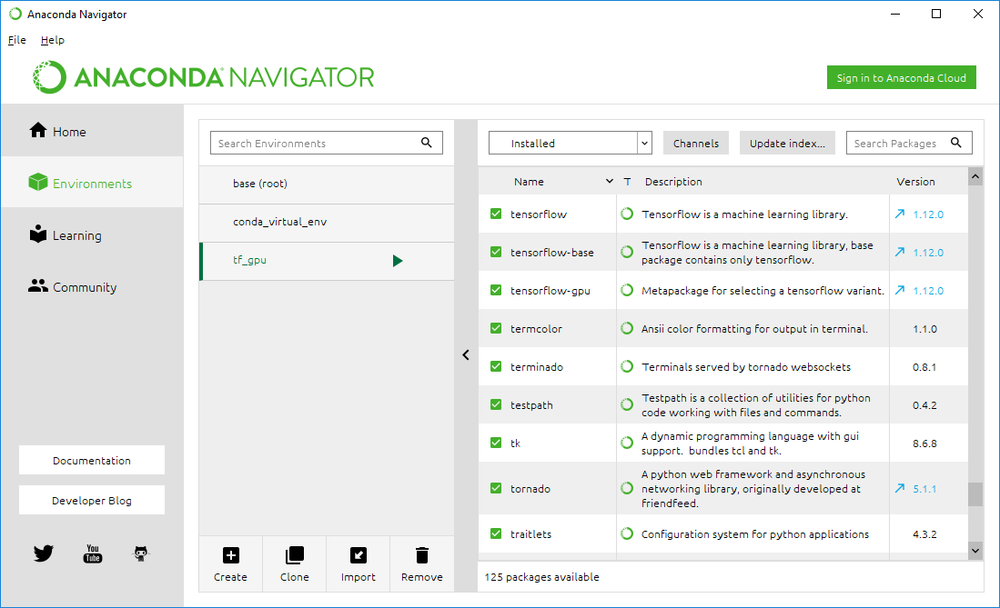 Anaconda Navigator
File Help
ANACONDA NAVIGATOR
Sign in to Anaconda Cloud
Home
Environments
Learning
Community
Documentation
Developer Blog
You
Tube
Search Environments
base (root)
conda_virtual_env
tf_gpu
Create Clone Import Remove
Installed Channels Update index... Search Packages
Name T Description Version
tensorflow Tensorflow is a machine learning library. 1.12.0
tensorflow-base Tensorflow is a machine learning library, base
package contains only tensorflow. 1.12.0
tensorflow-gpu Metapackage for selecting a tensorflow variant. 1.12.0
termcolor Ansii color formatting for output in terminal. 1.1.0
terminado Terminals served by tornado websockets 0.8.1
testpath Testpath is a collection of utilities for python
code working with files and commands. 0.4.2
tk A dynamic programming language with gui
support. bundles tcl and tk. 8.6.8
tornado A python web framework and asynchronous
networking library, originally developed at
friendfeed. 5.1.1
traitlets Configuration system for python applications 4.3.2
125 packages available